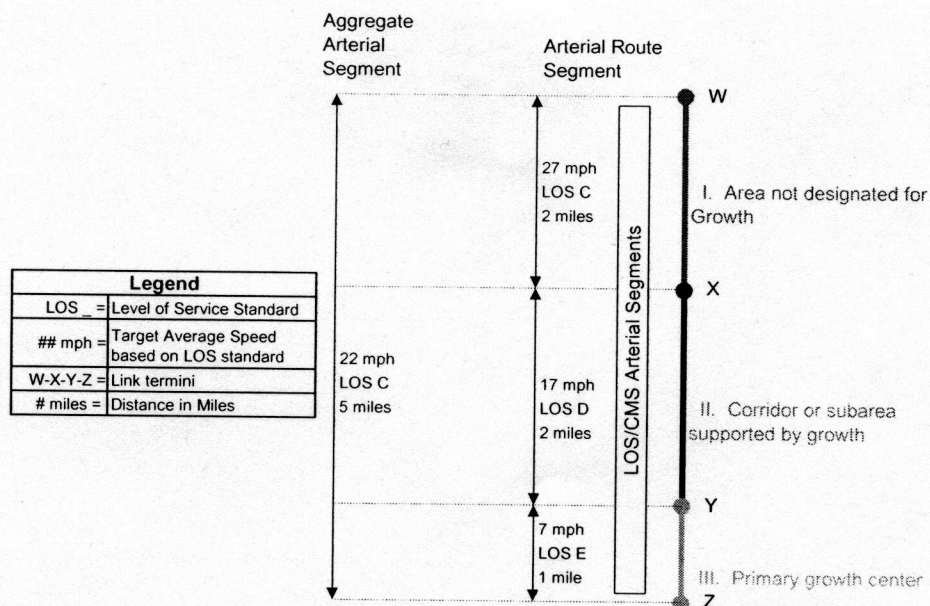 Aggregate
Arterial
Segment
Arterial Route
Segment
W
27 mph
LOS C
2 miles
I. Area not designated for
Growth
X
Legend
LOS _ = Level of Service Standard
## mph = Target Average Speed
based on LOS standard
W-X-Y-Z = Link termini
# miles = Distance in Miles
22 mph
LOS C
5 miles
17 mph
LOS D
2 miles
LOS/CMS Arterial Segments
II. Corridor or subarea
supported by growth
Y
7 mph
LOS E
1 mile
III. Primary growth center
Z